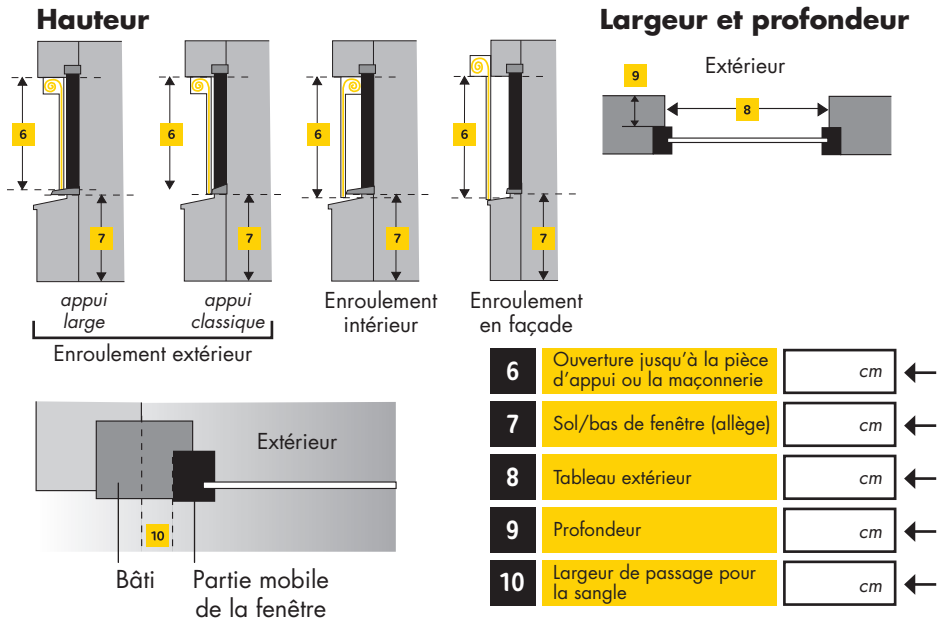 Hauteur
Largeur et profondeur
Extérieur
9
8
6
6
6
6
7
7
7
7
appui
large
appui
classique
Enroulement extérieur
Enroulement
intérieur
Enroulement
en façade
Extérieur
10
Bâti
Partie mobile
de la fenêtre
6 Ouverture jusqu'à la pièce
d'appui ou la maçonnerie cm
7 Sol/bas de fenêtre (allège) cm
8 Tableau extérieur cm
9 Profondeur cm
10 Largeur de passage pour
la sangle cm